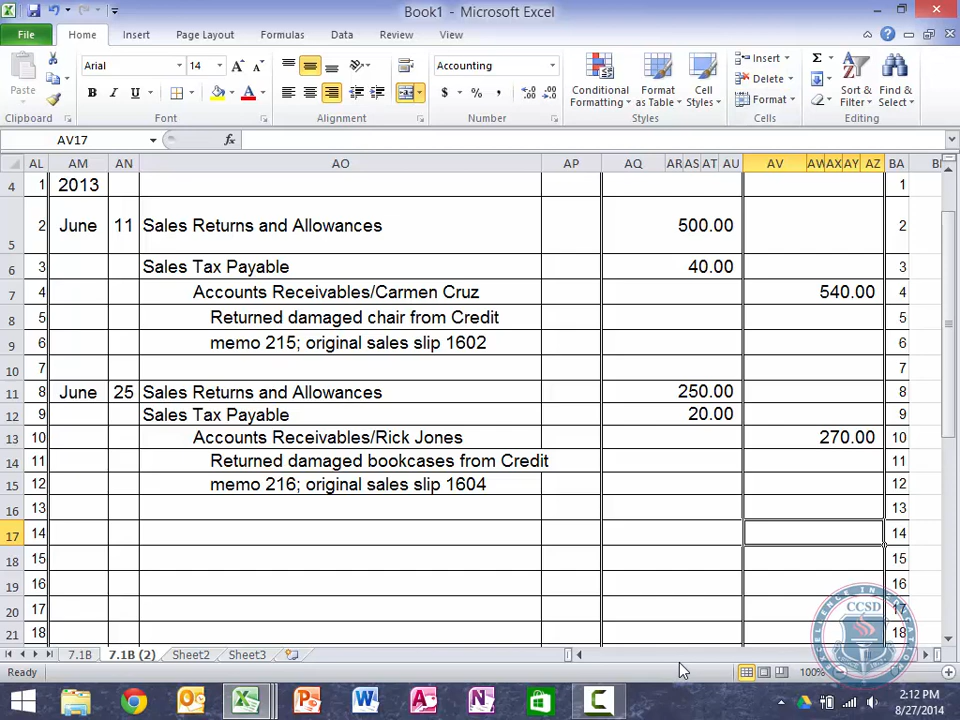 Book1 - Microsoft Excel
File Home Insert Page Layout Formulas Data Review View
Paste
Arial 14
B I U
A A
Accounting
$ % ,
Conditional Formatting
Format as Table
Cell Styles
Insert
Delete
Format
Sort & Filter
Find & Select
Clipboard Font Alignment Number Styles Cells Editing
AV17 fx
AL AM AN AO AP AQ AR AS AT AU AV AW AX AY AZ BA
4 1 2013 1
5 2 June 11 Sales Returns and Allowances 500.00 2
6 3 Sales Tax Payable 40.00 3
7 4 Accounts Receivables/Carmen Cruz 540.00 4
8 5 Returned damaged chair from Credit 5
9 6 memo 215; original sales slip 1602 6
10 7 7
11 8 June 25 Sales Returns and Allowances 250.00 8
12 9 Sales Tax Payable 20.00 9
13 10 Accounts Receivables/Rick Jones 270.00 10
14 11 Returned damaged bookcases from Credit 11
15 12 memo 216; original sales slip 1604 12
16 13 13
17 14 14
18 15 15
19 16 16
20 17 17
21 18 18
EXCELLENCE IN EDUCATION
CCSD
7.1B 7.1B (2) Sheet2 Sheet3
Ready 100%
2:12 PM
8/27/2014